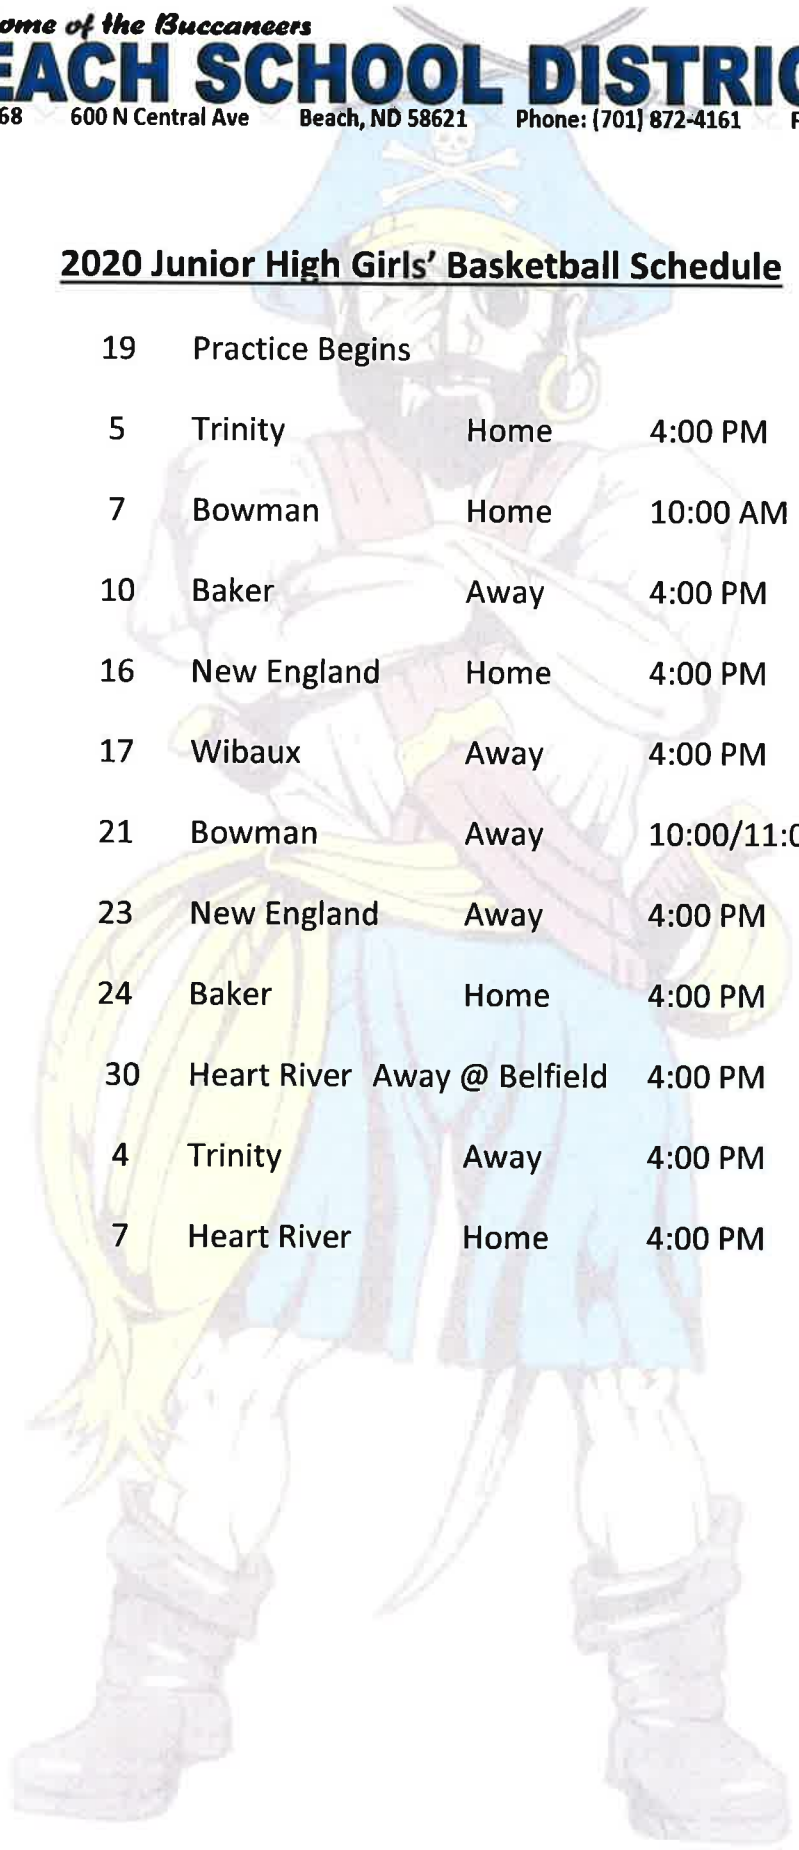 ome of the Buccaneers
EACH SCHOOL DISTRIC
68 600 N Central Ave Beach, ND 58621 Phone: (701) 872-4161 F
2020 Junior High Girls' Basketball Schedule
19 Practice Begins
5 Trinity Home 4:00 PM
7 Bowman Home 10:00 AM
10 Baker Away 4:00 PM
16 New England Home 4:00 PM
17 Wibaux Away 4:00 PM
21 Bowman Away 10:00/11:0
23 New England Away 4:00 PM
24 Baker Home 4:00 PM
30 Heart River Away @ Belfield 4:00 PM
4 Trinity Away 4:00 PM
7 Heart River Home 4:00 PM